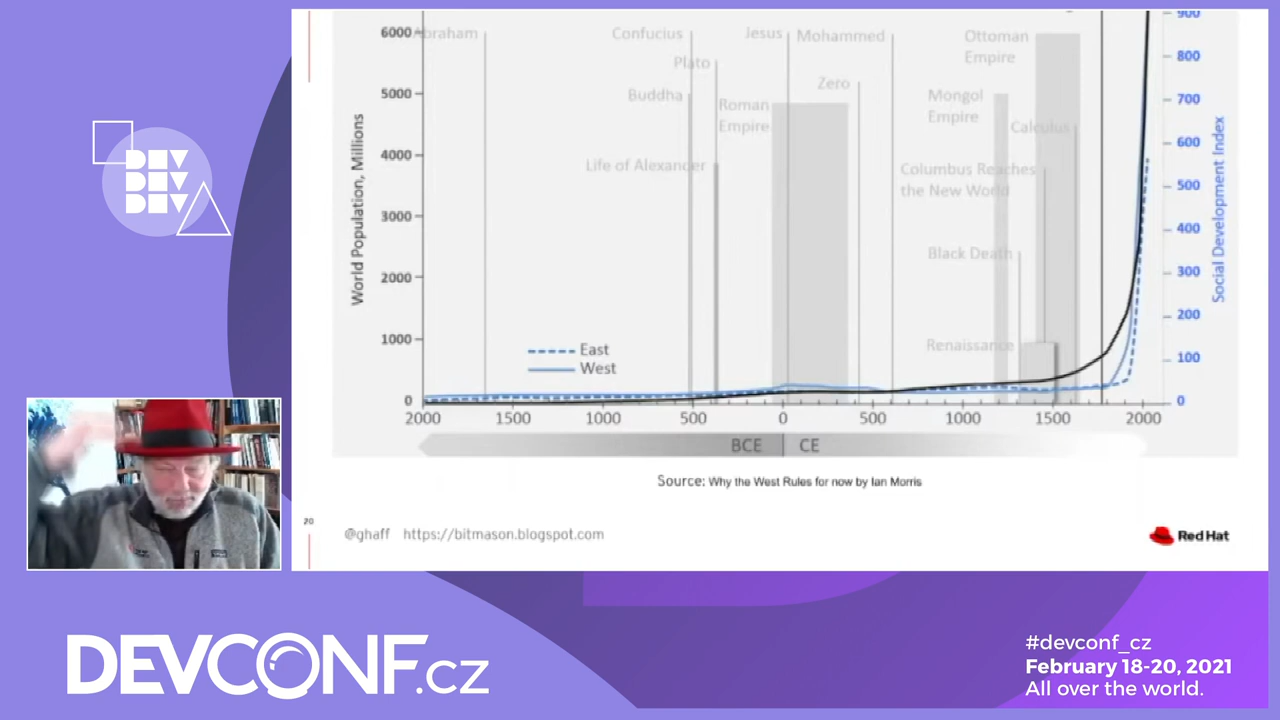 DEV
DEV
DEV
6000
Abraham
Confucius
Jesus
Mohammed
Ottoman
Empire
900
800
Plato
Zero
5000
Buddha
Roman
Empire
Mongol
Empire
Calculus
700
600
4000
Life of Alexander
Columbus Reaches
the New World
500
3000
400
2000
Black Death
300
200
1000
East
West
Renaissance
100
0
0
World Population, Millions
Social Development Index
2000
1500
1000
500
0
500
1000
1500
2000
BCE
CE
Source: Why the West Rules for now by Ian Morris
20
@ghaff https://bitmason.blogspot.com
Red Hat
DEVCONF.cz
#devconf_cz
February 18-20, 2021
All over the world.